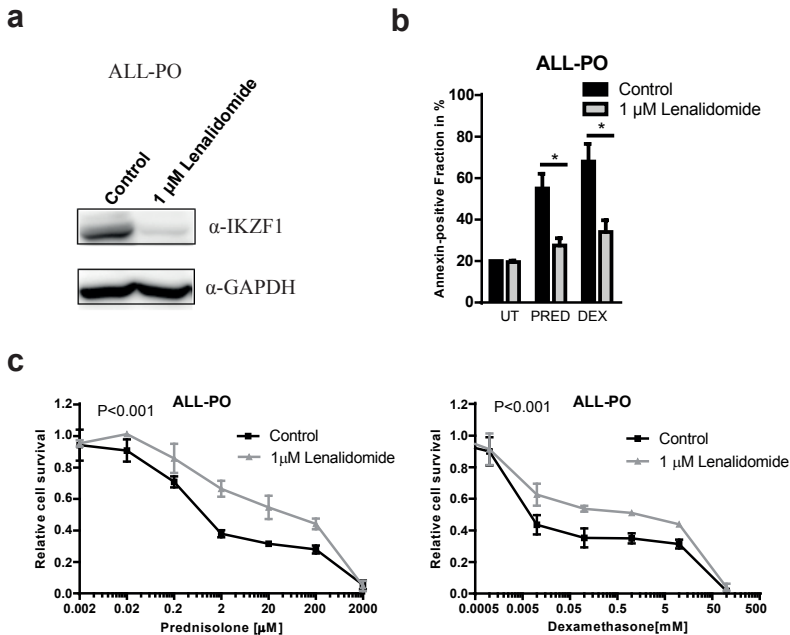 a
ALL-PO
Control
1 µM Lenalidomide
α-IKZF1
α-GAPDH
b
ALL-PO
Control
1 µM Lenalidomide
Annexin-positive Fraction in %
100
80
60
40
20
0
*
*
UT PRED DEX
c
ALL-PO
P<0.001
Control
1µM Lenalidomide
Relative cell survival
1.2
1.0
0.8
0.6
0.4
0.2
0.0
0.002 0.02 0.2 2 20 200 2000
Prednisolone [µM]
ALL-PO
P<0.001
Control
1 µM Lenalidomide
Relative cell survival
1.2
1.0
0.8
0.6
0.4
0.2
0.0
0.0005 0.005 0.05 0.5 5 50 500
Dexamethasone[mM]